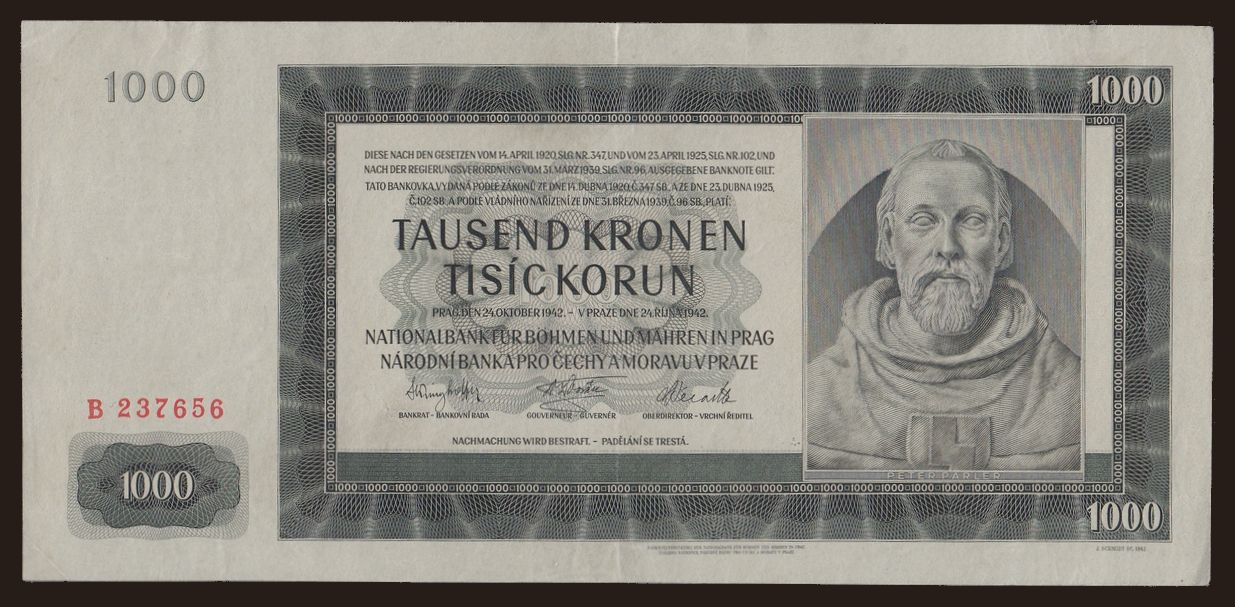 1000
1000
DIESE NACH DEN GESETZEN VOM 14. APRIL 1920, SLG. NR. 347, UND VOM 23. APRIL 1925, SLG. NR. 102, UND
NACH DER REGIERUNGSVERORDNUNG VOM 31. MÄRZ 1939, SLG. NR. 96, AUSGEGEBENE BANKNOTE GILT.
TATO BANKOVKA, VYDANÁ PODLE ZÁKONŮ ZE DNE 14. DUBNA 1920, Č. 347 SB. A ZE DNE 23. DUBNA 1925,
Č. 102 SB. A PODLE VLÁDNÍHO NAŘÍZENÍ ZE DNE 31. BŘEZNA 1939, Č. 96 SB., PLATÍ:
TAUSEND KRONEN
TISÍC KORUN
PRAG, DEN 24. OKTOBER 1942. – V PRAZE DNE 24. ŘÍJNA 1942.
NATIONALBANK FÜR BÖHMEN UND MÄHREN IN PRAG
NÁRODNÍ BANKA PRO ČECHY A MORAVU V PRAZE
BANKRAT – BANKOVNÍ RADA GOUVERNEUR – GUVERNÉR OBERDIREKTOR – VRCHNÍ ŘEDITEL
NACHMACHUNG WIRD BESTRAFT. – PADĚLÁNÍ SE TRESTÁ.
B 237656
1000
PETER PARLER
1000